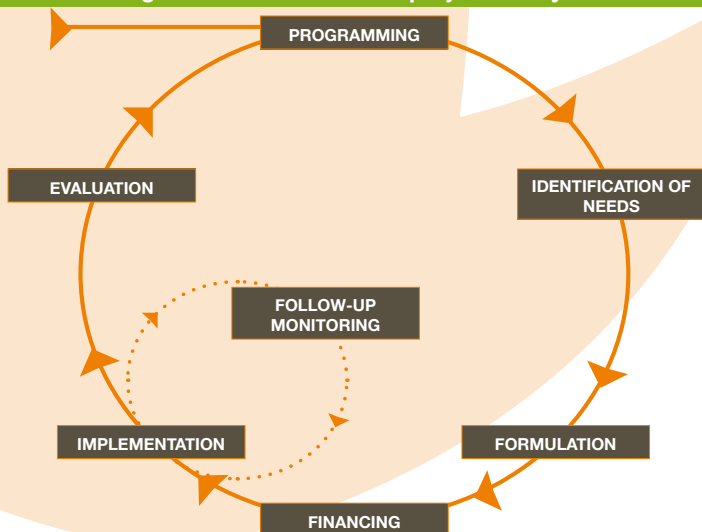 PROGRAMMING
EVALUATION
IDENTIFICATION OF
NEEDS
FOLLOW-UP
MONITORING
IMPLEMENTATION
FORMULATION
FINANCING